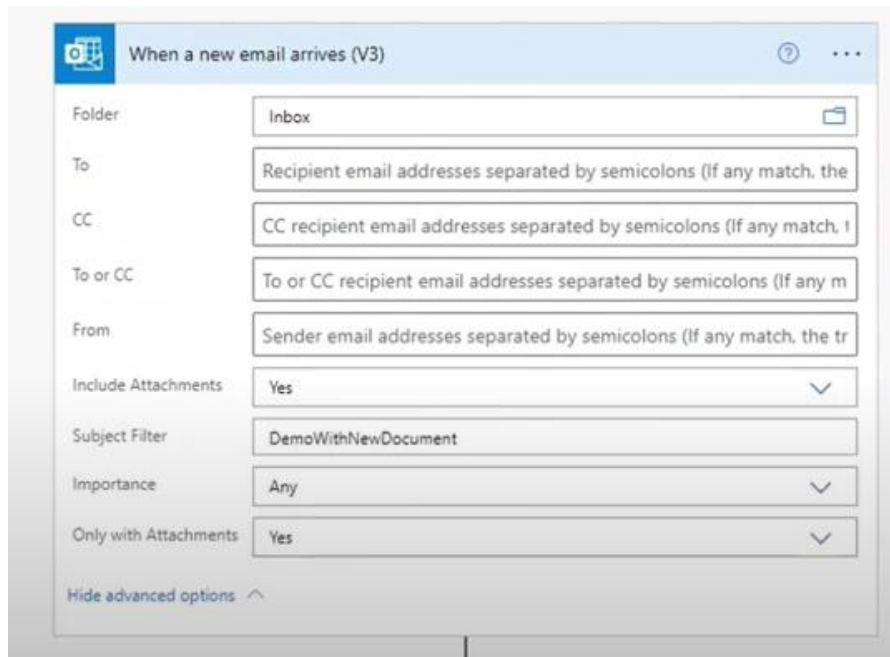 When a new email arrives (V3)
Folder
Inbox
To
Recipient email addresses separated by semicolons (If any match, the
CC
CC recipient email addresses separated by semicolons (If any match, t
To or CC
To or CC recipient email addresses separated by semicolons (If any m
From
Sender email addresses separated by semicolons (If any match, the tr
Include Attachments
Yes
Subject Filter
DemoWithNewDocument
Importance
Any
Only with Attachments
Yes
Hide advanced options